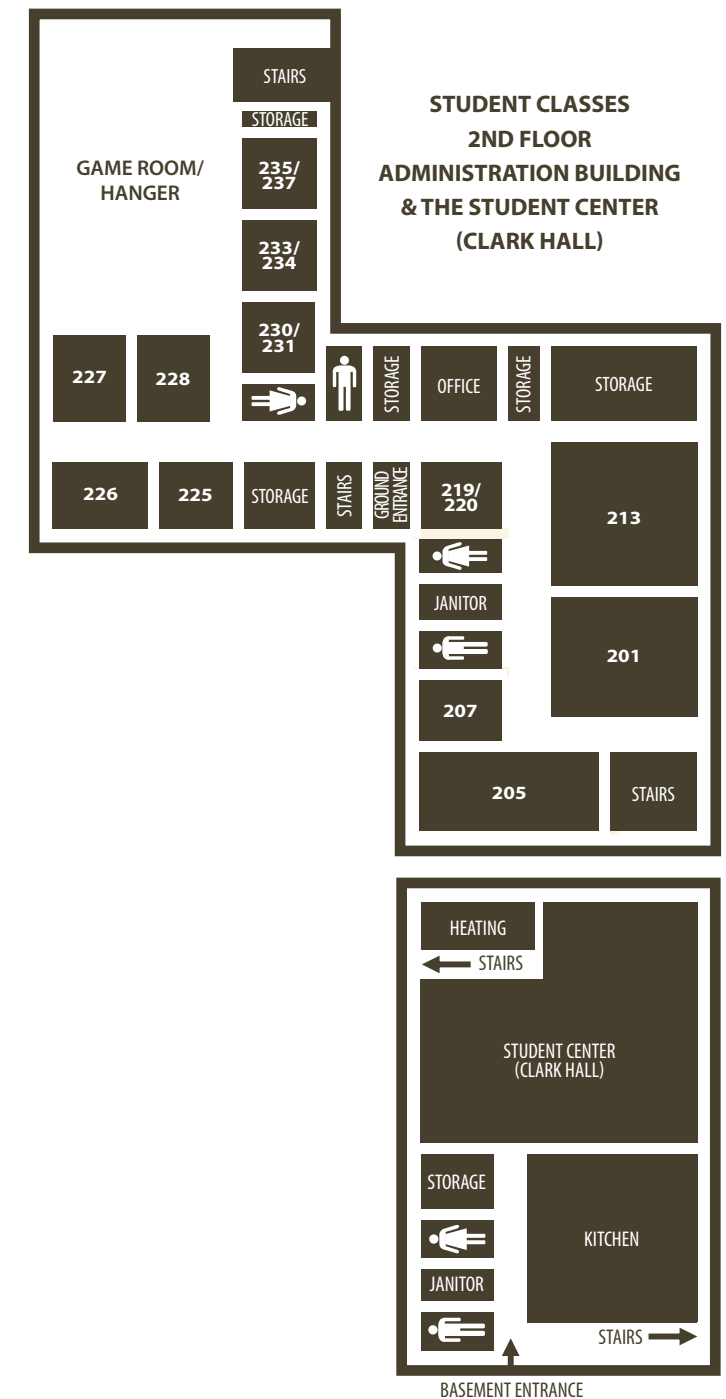 STUDENT CLASSES
2ND FLOOR
ADMINISTRATION BUILDING
& THE STUDENT CENTER
(CLARK HALL)
STAIRS
STORAGE
GAME ROOM/
HANGER
235/
237
233/
234
230/
231
227
228
STORAGE
OFFICE
STORAGE
STORAGE
226
225
STORAGE
STAIRS
GROUND
ENTRANCE
219/
220
213
JANITOR
201
207
205
STAIRS
HEATING
STAIRS
STUDENT CENTER
(CLARK HALL)
STORAGE
KITCHEN
JANITOR
STAIRS
BASEMENT ENTRANCE